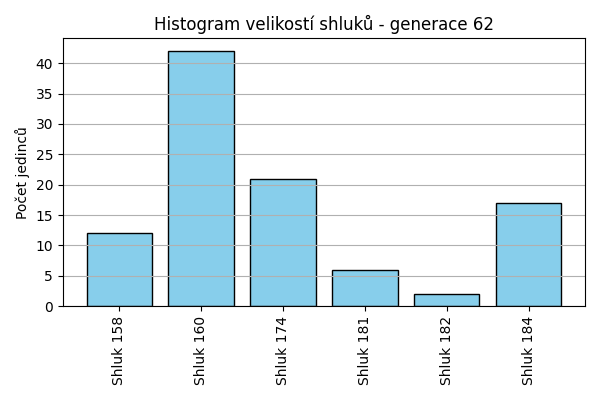 Histogram velikostí shluků - generace 62
Počet jedinců
40
35
30
25
20
15
10
5
0
Shluk 158
Shluk 160
Shluk 174
Shluk 181
Shluk 182
Shluk 184